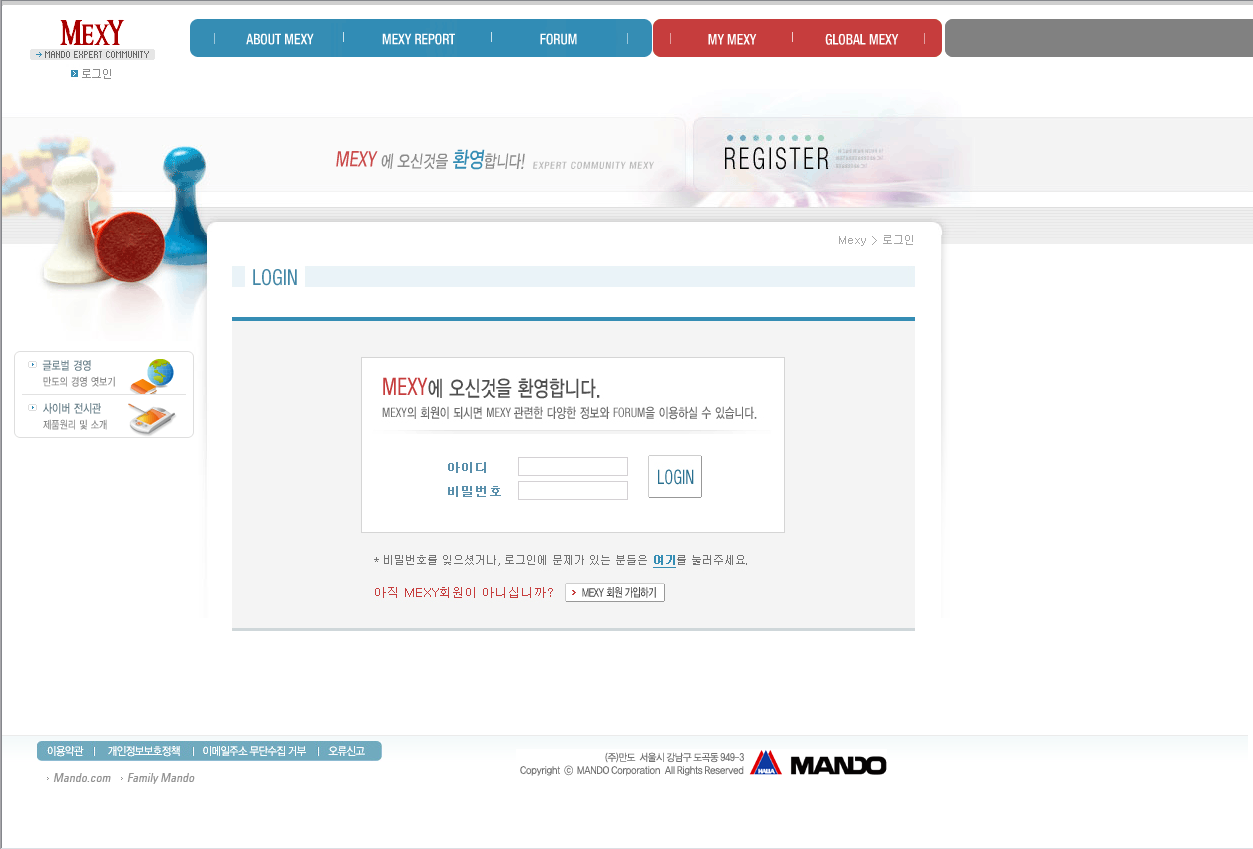 MEXY
MANDO EXPERT COMMUNITY
로그인
ABOUT MEXY
MEXY REPORT
FORUM
MY MEXY
GLOBAL MEXY
MEXY 에 오신것을 환영합니다! EXPERT COMMUNITY MEXY
REGISTER
Mexy > 로그인
LOGIN
글로벌 경영
만도의 경영 엿보기
사이버 전시관
제품원리 및 소개
MEXY에 오신것을 환영합니다.
MEXY의 회원이 되시면 MEXY 관련한 다양한 정보와 FORUM을 이용하실 수 있습니다.
아이디
비밀번호
LOGIN
* 비밀번호를 잊으셨거나, 로그인에 문제가 있는 분들은 여기를 눌러주세요.
아직 MEXY회원이 아니십니까? MEXY 회원 가입하기
이용약관 | 개인정보보호정책 | 이메일주소 무단수집 거부 | 오류신고
Mando.com Family Mando
(주)만도 서울시 강남구 도곡동 949-3
Copyright ⓒ MANDO Corporation All Rights Reserved
HALLA MANDO